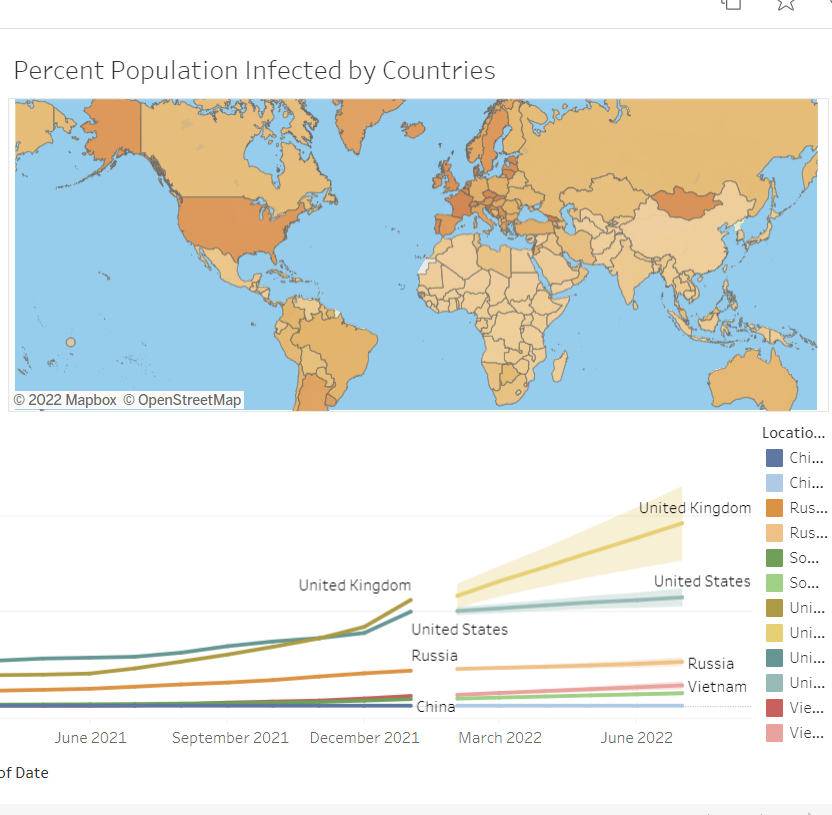 Percent Population Infected by Countries
© 2022 Mapbox © OpenStreetMap
Locatio...
Chi...
Chi...
Rus...
Rus...
So...
So...
Uni...
Uni...
Uni...
Uni...
Vie...
Vie...
United Kingdom
United States
United Kingdom
United States
Russia
Russia
Vietnam
China
June 2021
September 2021
December 2021
March 2022
June 2022
of Date